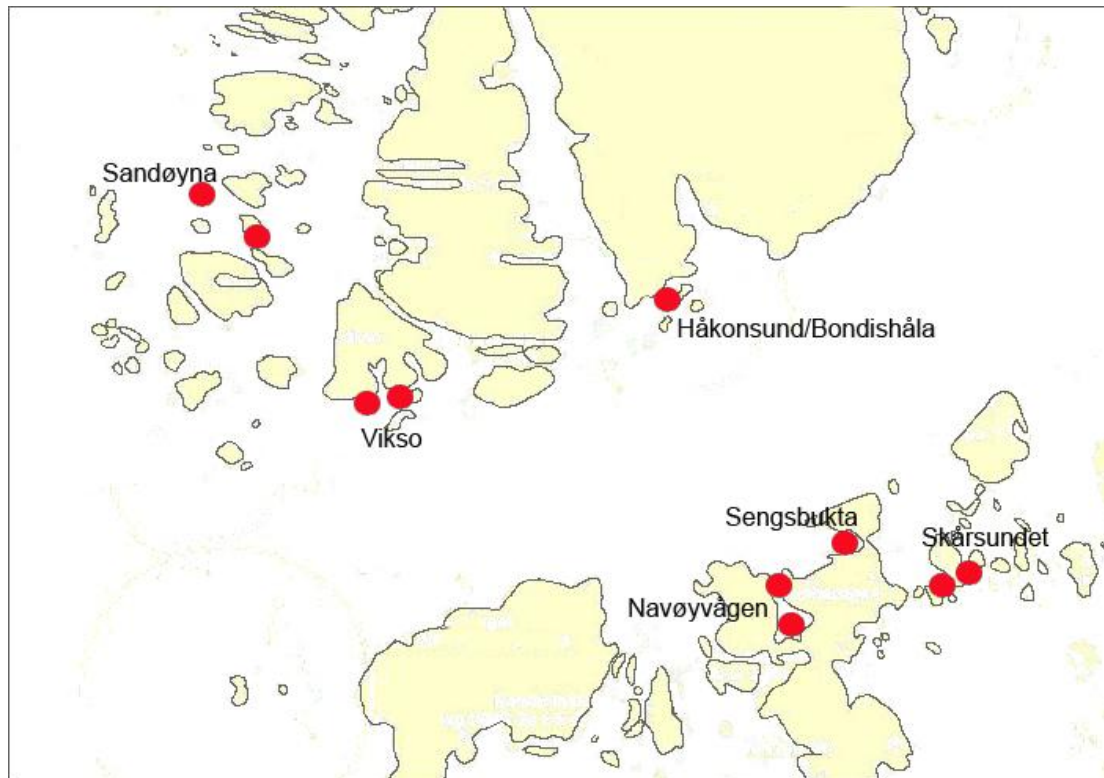 Sandøyna
Håkonsund/Bondishåla
Vikso
Sengsbukta
Skårsundet
Navøyvågen